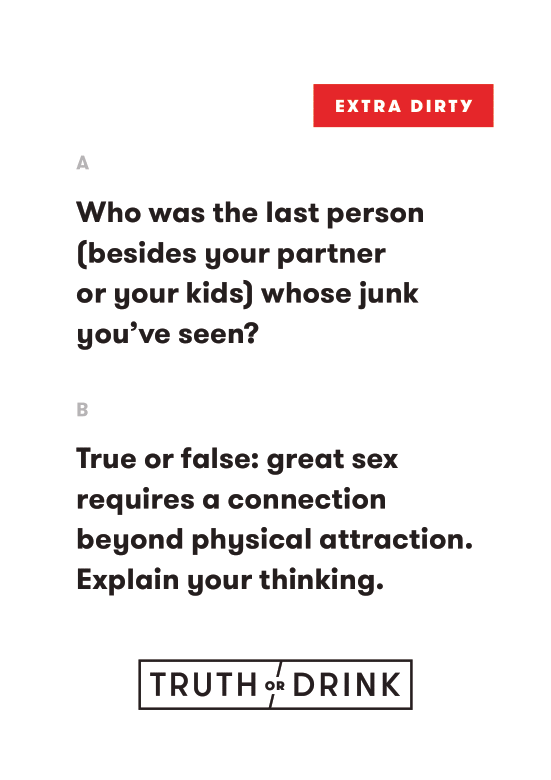 EXTRA DIRTY
A
Who was the last person
(besides your partner
or your kids) whose junk
you’ve seen?
B
True or false: great sex
requires a connection
beyond physical attraction.
Explain your thinking.
TRUTH OR DRINK